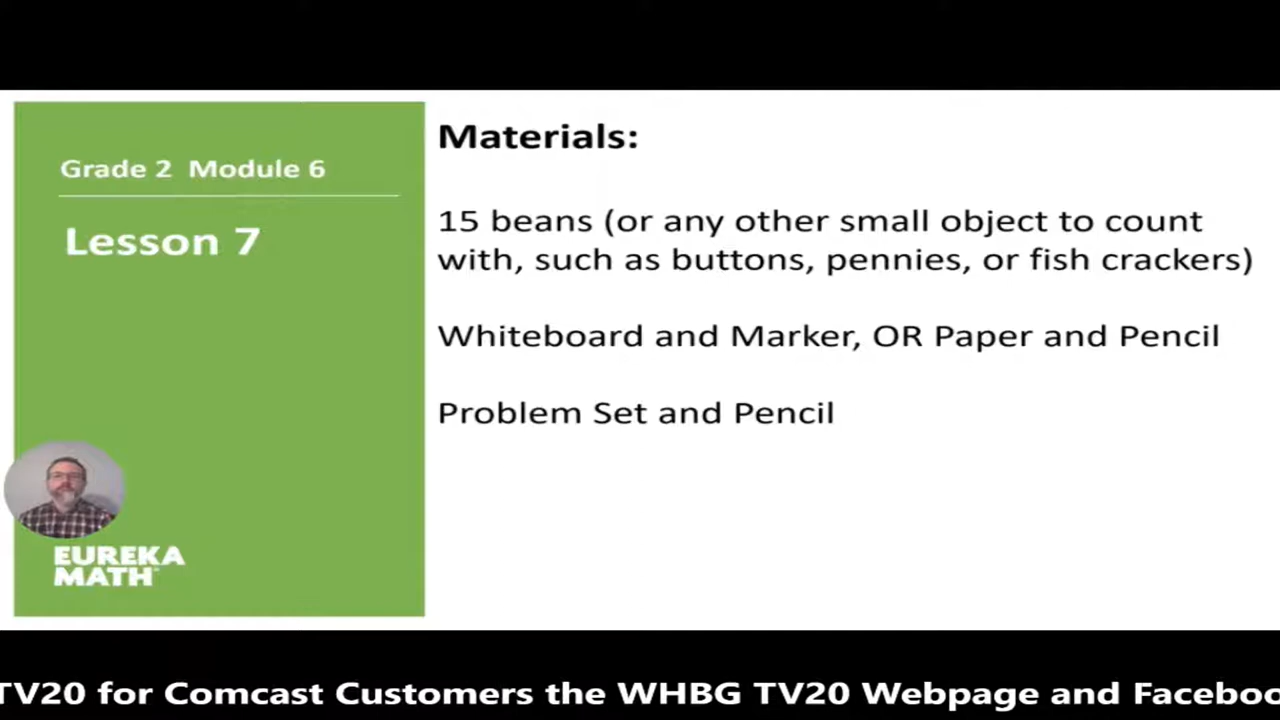 Grade 2 Module 6
Lesson 7
EUREKA
MATH
Materials:
15 beans (or any other small object to count
with, such as buttons, pennies, or fish crackers)
Whiteboard and Marker, OR Paper and Pencil
Problem Set and Pencil
TV20 for Comcast Customers the WHBG TV20 Webpage and